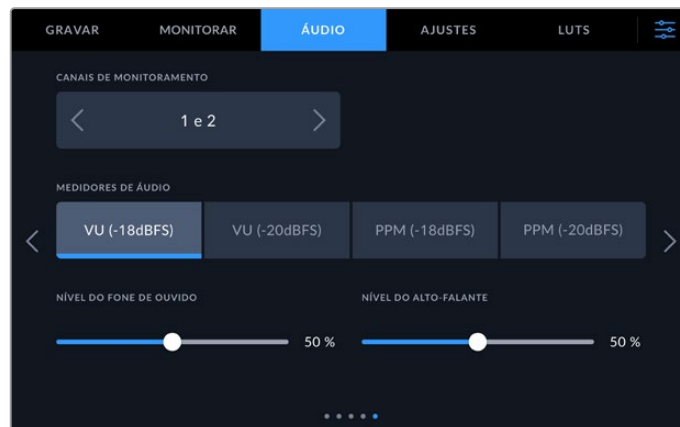 GRAVAR MONITORAR ÁUDIO AJUSTES LUTS
CANAIS DE MONITORAMENTO
1 e 2
MEDIDORES DE ÁUDIO
VU (-18dBFS) VU (-20dBFS) PPM (-18dBFS) PPM (-20dBFS)
NÍVEL DO FONE DE OUVIDO NÍVEL DO ALTO-FALANTE
50 % 50 %